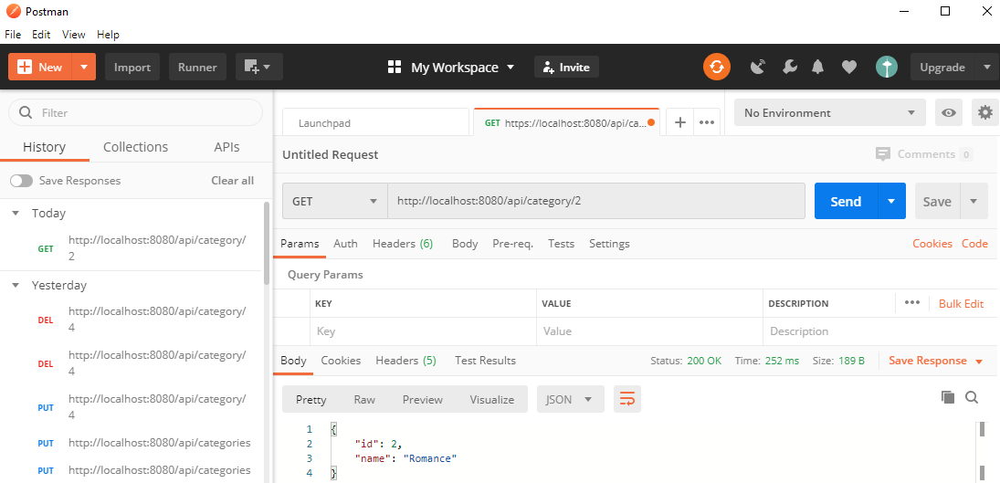 Postman
File Edit View Help
New Import Runner My Workspace Invite Upgrade
Filter
History Collections APIs
Save Responses Clear all
Today
GET http://localhost:8080/api/category/
2
Yesterday
DEL http://localhost:8080/api/category/
4
DEL http://localhost:8080/api/category/
4
PUT http://localhost:8080/api/category/
4
PUT http://localhost:8080/api/categories
PUT http://localhost:8080/api/categories
Launchpad GET https://localhost:8080/api/ca... No Environment
Untitled Request Comments 0
GET http://localhost:8080/api/category/2 Send Save
Params Auth Headers (6) Body Pre-req. Tests Settings Cookies Code
Query Params
KEY VALUE DESCRIPTION Bulk Edit
Key Value Description
Body Cookies Headers (5) Test Results Status: 200 OK Time: 252 ms Size: 189 B Save Response
Pretty Raw Preview Visualize JSON
1 {
2 "id": 2,
3 "name": "Romance"
4 }